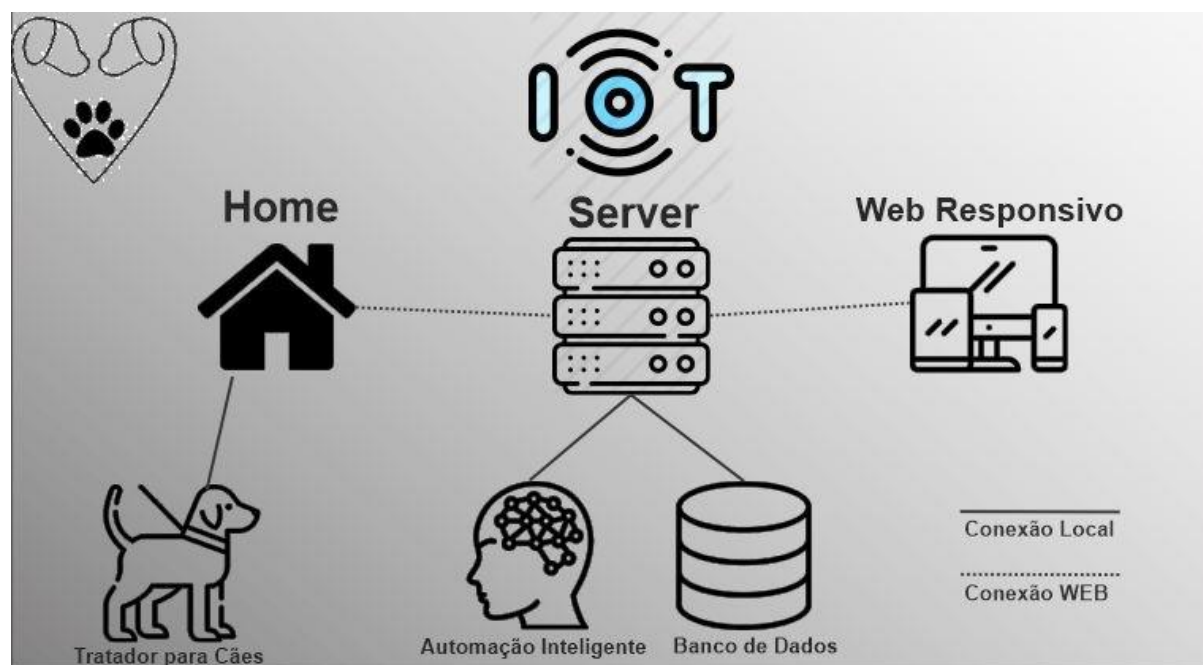 IOT
Home
Server
Web Responsivo
Conexão Local
Conexão WEB
Tratador para Cães
Automação Inteligente
Banco de Dados